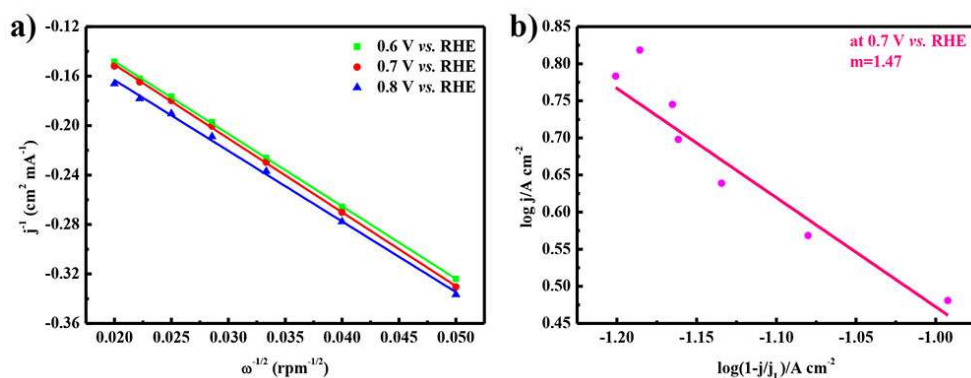 a)
0.6 V vs. RHE
0.7 V vs. RHE
0.8 V vs. RHE
-0.12
-0.16
-0.20
-0.24
-0.28
-0.32
-0.36
j⁻¹ (cm² mA⁻¹)
0.020 0.025 0.030 0.035 0.040 0.045 0.050
ω⁻¹/² (rpm⁻¹/²)
b)
at 0.7 V vs. RHE
m=1.47
0.85
0.80
0.75
0.70
0.65
0.60
0.55
0.50
0.45
log j/A cm⁻²
-1.20 -1.15 -1.10 -1.05 -1.00
log(1-j/jₗ)/A cm⁻²